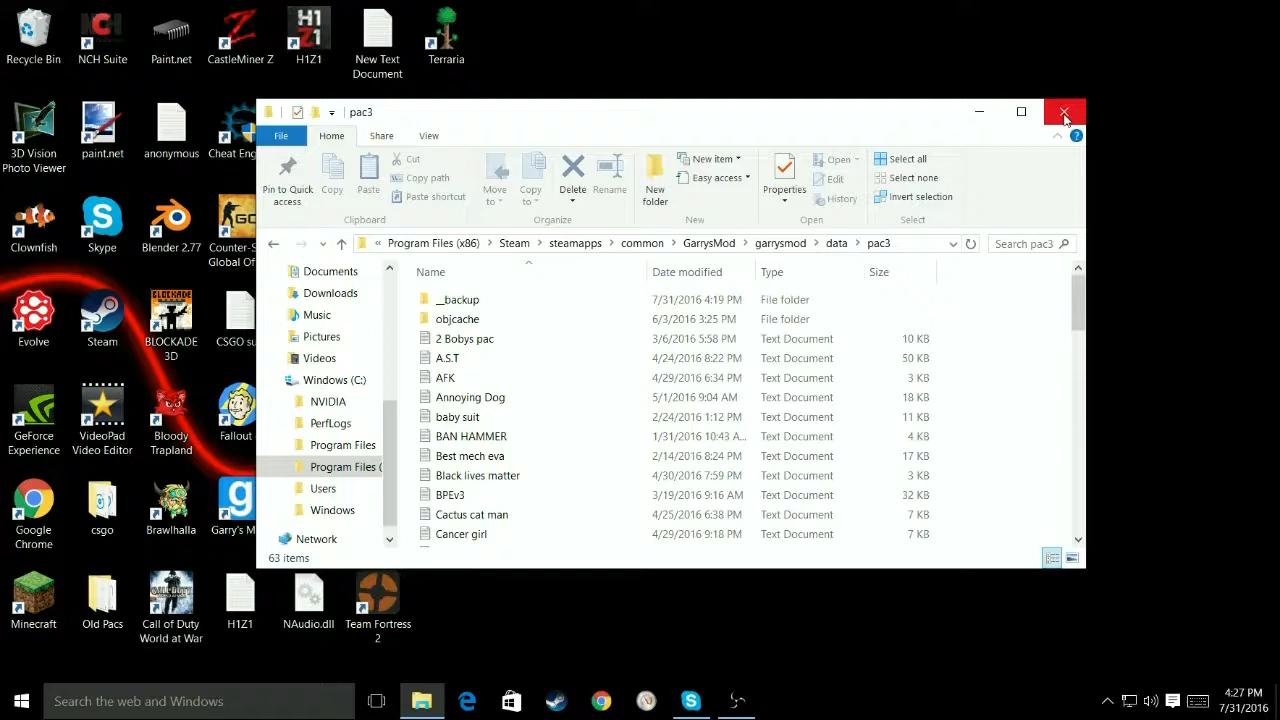 Recycle Bin
NCH Suite
Paint.net
CastleMiner Z
H1Z1
New Text Document
Terraria
3D Vision Photo Viewer
paint.net
anonymous
Cheat Eng
Clownfish
Skype
Blender 2.77
Counter-S Global Of
Evolve
Steam
BLOCKADE 3D
CSGO su
GeForce Experience
VideoPad Video Editor
Bloody Trapland
Fallout
Google Chrome
csgo
Brawlhalla
Garry's M
Minecraft
Old Pacs
Call of Duty World at War
H1Z1
NAudio.dll
Team Fortress 2
pac3
File Home Share View
Pin to Quick access
Copy
Paste
Cut
Copy path
Paste shortcut
Clipboard
Move to
Copy to
Delete
Rename
Organize
New folder
New item
Easy access
New
Properties
Open
Edit
History
Open
Select all
Select none
Invert selection
Select
« Program Files (x86) > Steam > steamapps > common > GarrysMod > garrysmod > data > pac3
Search pac3
Documents
Downloads
Music
Pictures
Videos
Windows (C:)
NVIDIA
PerfLogs
Program Files
Program Files (
Users
Windows
Network
Name Date modified Type Size
__backup 7/31/2016 4:19 PM File folder
objcache 6/3/2016 3:25 PM File folder
2 Bobys pac 3/6/2016 5:58 PM Text Document 10 KB
A.S.T 4/24/2016 8:22 PM Text Document 50 KB
AFK 4/29/2016 6:34 PM Text Document 3 KB
Annoying Dog 5/1/2016 9:04 AM Text Document 18 KB
baby suit 2/24/2016 1:12 PM Text Document 11 KB
BAN HAMMER 1/31/2016 10:43 A... Text Document 4 KB
Best mech eva 2/14/2016 8:24 PM Text Document 17 KB
Black lives matter 4/30/2016 7:59 PM Text Document 3 KB
BPEv3 3/19/2016 9:16 AM Text Document 32 KB
Cactus cat man 4/25/2016 6:38 PM Text Document 7 KB
Cancer girl 4/29/2016 9:18 PM Text Document 7 KB
63 items
Search the web and Windows
4:27 PM
7/31/2016